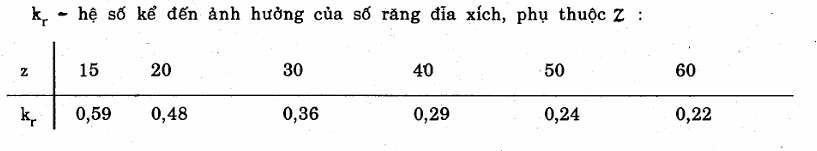 k_r - hệ số kể đến ảnh hưởng của số răng đĩa xích, phụ thuộc Z :
z 15 20 30 40 50 60
k_r 0,59 0,48 0,36 0,29 0,24 0,22